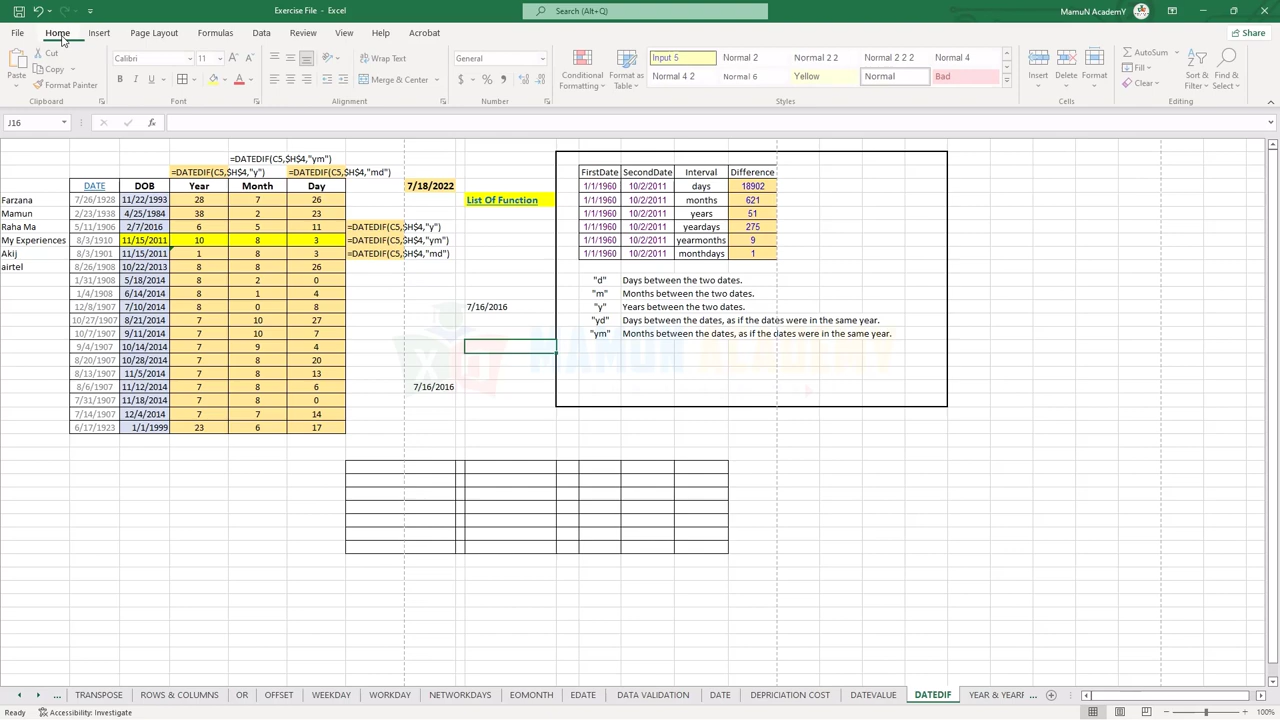 Exercise File - Excel
Search (Alt+Q)
MamuN AcademY
File Home Insert Page Layout Formulas Data Review View Help Acrobat
Share
Paste
Cut
Copy
Format Painter
Clipboard
Calibri 11
B I U
Font
Wrap Text
Merge & Center
Alignment
General
Number
Conditional Formatting
Format as Table
Input 5 Normal 2 Normal 2 2 Normal 4
Normal 4 2 Normal 6 Yellow Normal Normal 2 2 2 Bad
Styles
Insert Delete Format
Cells
AutoSum
Fill
Clear
Sort & Filter
Find & Select
Editing
J16
fx
=DATEDIF(C5,$H$4,"ym")
=DATEDIF(C5,$H$4,"y") =DATEDIF(C5,$H$4,"md")
DATE DOB Year Month Day 7/18/2022
Farzana 7/26/1928 11/22/1993 28 7 26 List Of Function
Mamun 2/23/1938 4/25/1984 38 2 23
Raha Ma 5/11/1906 2/7/2016 6 5 11 =DATEDIF(C5,$H$4,"y")
My Experiences 8/3/1910 11/15/2011 10 8 3 =DATEDIF(C5,$H$4,"ym")
Akij 8/3/1901 11/15/2011 1 8 3 =DATEDIF(C5,$H$4,"md")
airtel 8/26/1908 10/22/2013 8 8 26
1/31/1908 5/18/2014 8 2 0
1/4/1908 6/14/2014 8 1 4
12/8/1907 7/10/2014 8 0 8 7/16/2016
10/27/1907 8/21/2014 7 10 27
10/7/1907 9/11/2014 7 10 7
9/4/1907 10/14/2014 7 9 4
8/20/1907 10/28/2014 7 8 20
8/13/1907 11/5/2014 7 8 13
8/6/1907 11/12/2014 7 8 6 7/16/2016
7/31/1907 11/18/2014 7 8 0
7/14/1907 12/4/2014 7 7 14
6/17/1923 1/1/1999 23 6 17
FirstDate SecondDate Interval Difference
1/1/1960 10/2/2011 days 18902
1/1/1960 10/2/2011 months 621
1/1/1960 10/2/2011 years 51
1/1/1960 10/2/2011 yeardays 275
1/1/1960 10/2/2011 yearmonths 9
1/1/1960 10/2/2011 monthdays 1
"d" Days between the two dates.
"m" Months between the two dates.
"y" Years between the two dates.
"yd" Days between the dates, as if the dates were in the same year.
"ym" Months between the dates, as if the dates were in the same year.
MAMUN ACADEMY
... TRANSPOSE ROWS & COLUMNS OR OFFSET WEEKDAY WORKDAY NETWORKDAYS EOMONTH EDATE DATA VALIDATION DATE DEPRICIATION COST DATEVALUE DATEDIF YEAR & YEARF ...
Ready Accessibility: Investigate 100%